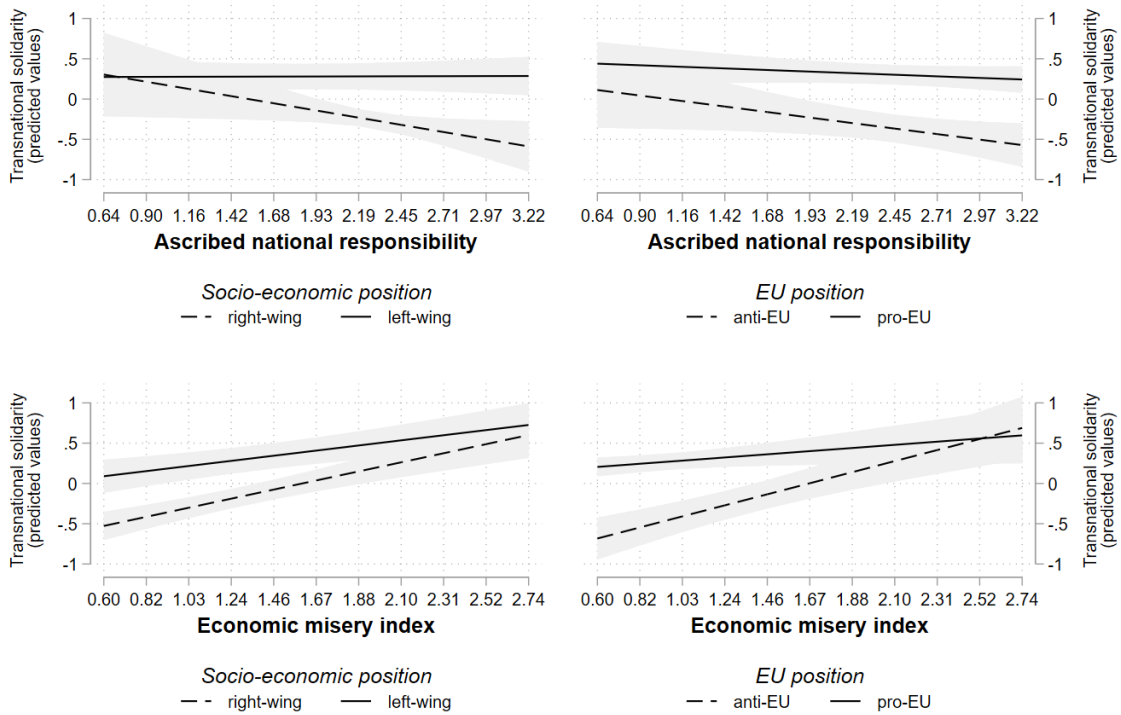 Transnational solidarity
(predicted values)
1
.5
0
-.5
-1
0.64 0.90 1.16 1.42 1.68 1.93 2.19 2.45 2.71 2.97 3.22
Ascribed national responsibility
Socio-economic position
right-wing left-wing
1
.5
0
-.5
-1
Transnational solidarity
(predicted values)
0.64 0.90 1.16 1.42 1.68 1.93 2.19 2.45 2.71 2.97 3.22
Ascribed national responsibility
EU position
anti-EU pro-EU
Transnational solidarity
(predicted values)
1
.5
0
-.5
-1
0.60 0.82 1.03 1.24 1.46 1.67 1.88 2.10 2.31 2.52 2.74
Economic misery index
Socio-economic position
right-wing left-wing
1
.5
0
-.5
-1
Transnational solidarity
(predicted values)
0.60 0.82 1.03 1.24 1.46 1.67 1.88 2.10 2.31 2.52 2.74
Economic misery index
EU position
anti-EU pro-EU